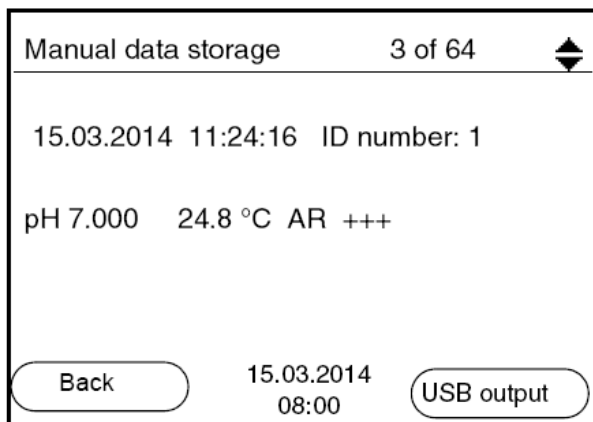 Manual data storage 3 of 64
15.03.2014 11:24:16 ID number: 1
pH 7.000 24.8 °C AR +++
Back
15.03.2014
08:00
USB output